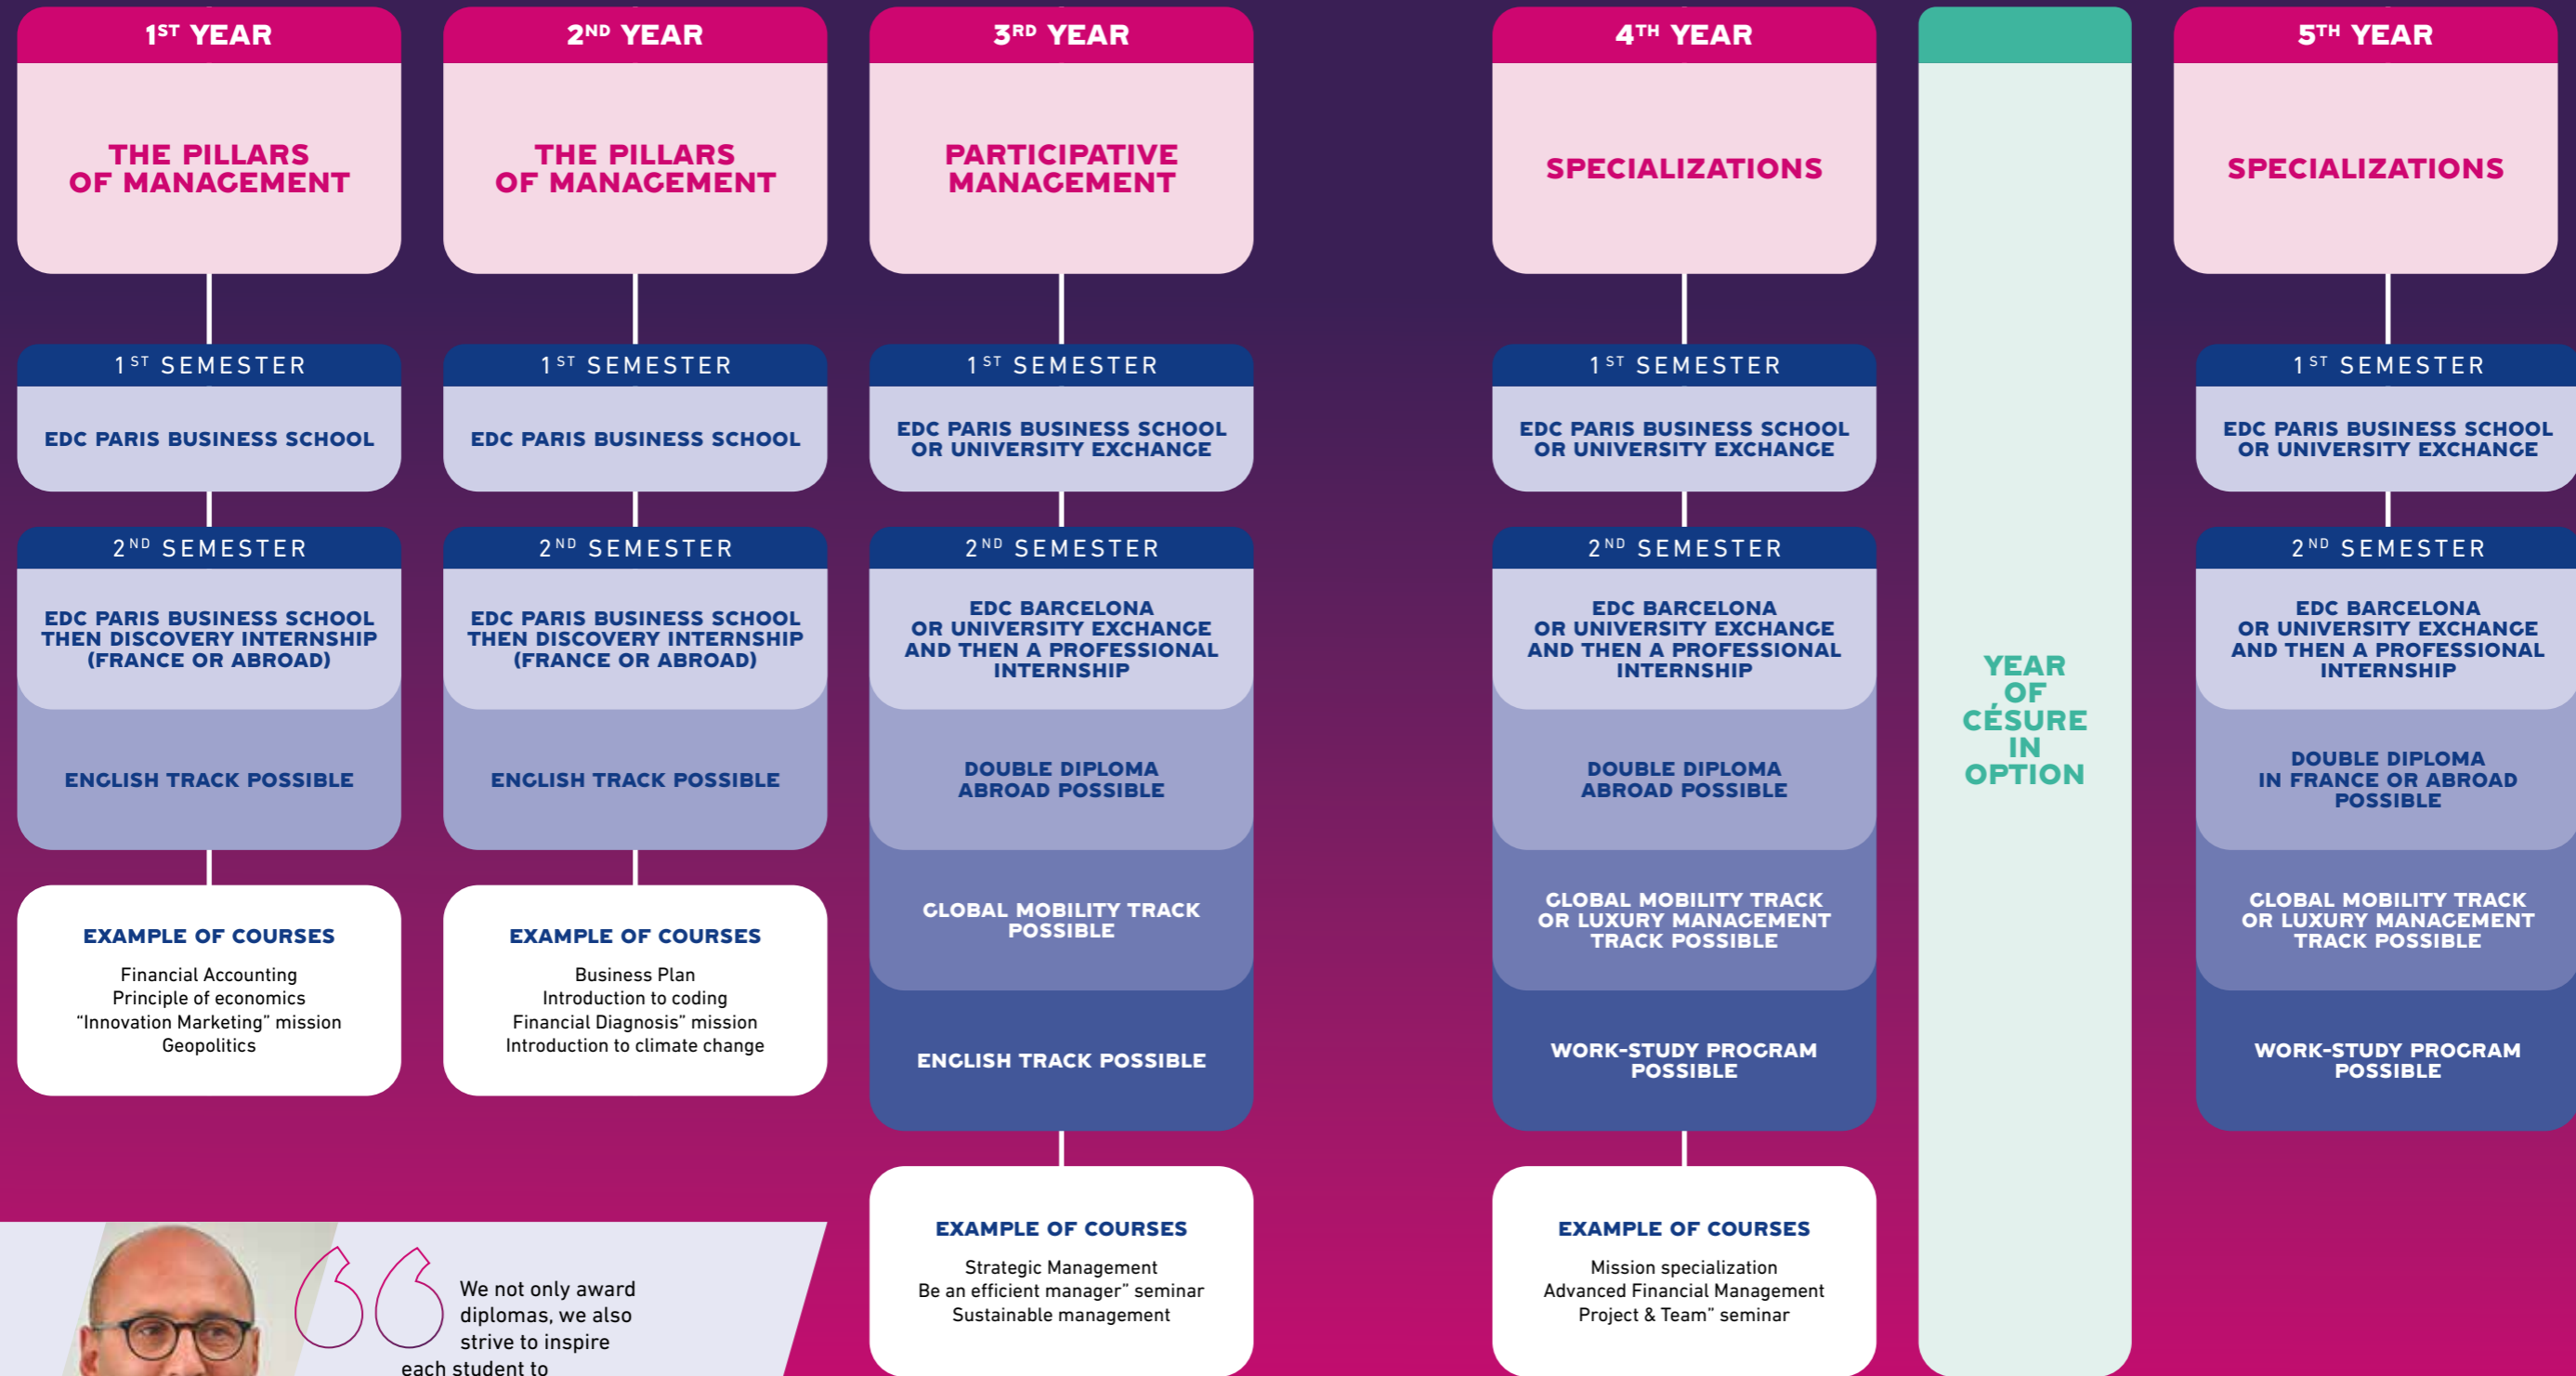 1ST YEAR
THE PILLARS
OF MANAGEMENT
1ST SEMESTER
EDC PARIS BUSINESS SCHOOL
2ND SEMESTER
EDC PARIS BUSINESS SCHOOL
THEN DISCOVERY INTERNSHIP
(FRANCE OR ABROAD)
ENGLISH TRACK POSSIBLE
EXAMPLE OF COURSES
Financial Accounting
Principle of economics
“Innovation Marketing” mission
Geopolitics
2ND YEAR
THE PILLARS
OF MANAGEMENT
1ST SEMESTER
EDC PARIS BUSINESS SCHOOL
2ND SEMESTER
EDC PARIS BUSINESS SCHOOL
THEN DISCOVERY INTERNSHIP
(FRANCE OR ABROAD)
ENGLISH TRACK POSSIBLE
EXAMPLE OF COURSES
Business Plan
Introduction to coding
Financial Diagnosis” mission
Introduction to climate change
3RD YEAR
PARTICIPATIVE
MANAGEMENT
1ST SEMESTER
EDC PARIS BUSINESS SCHOOL
OR UNIVERSITY EXCHANGE
2ND SEMESTER
EDC BARCELONA
OR UNIVERSITY EXCHANGE
AND THEN A PROFESSIONAL
INTERNSHIP
DOUBLE DIPLOMA
ABROAD POSSIBLE
GLOBAL MOBILITY TRACK
POSSIBLE
ENGLISH TRACK POSSIBLE
EXAMPLE OF COURSES
Strategic Management
Be an efficient manager” seminar
Sustainable management
4TH YEAR
SPECIALIZATIONS
1ST SEMESTER
EDC PARIS BUSINESS SCHOOL
OR UNIVERSITY EXCHANGE
2ND SEMESTER
EDC BARCELONA
OR UNIVERSITY EXCHANGE
AND THEN A PROFESSIONAL
INTERNSHIP
DOUBLE DIPLOMA
ABROAD POSSIBLE
GLOBAL MOBILITY TRACK
OR LUXURY MANAGEMENT
TRACK POSSIBLE
WORK-STUDY PROGRAM
POSSIBLE
EXAMPLE OF COURSES
Mission specialization
Advanced Financial Management
Project & Team” seminar
YEAR
OF
CÉSURE
IN
OPTION
5TH YEAR
SPECIALIZATIONS
1ST SEMESTER
EDC PARIS BUSINESS SCHOOL
OR UNIVERSITY EXCHANGE
2ND SEMESTER
EDC BARCELONA
OR UNIVERSITY EXCHANGE
AND THEN A PROFESSIONAL
INTERNSHIP
DOUBLE DIPLOMA
IN FRANCE OR ABROAD
POSSIBLE
GLOBAL MOBILITY TRACK
OR LUXURY MANAGEMENT
TRACK POSSIBLE
WORK-STUDY PROGRAM
POSSIBLE
“
We not only award
diplomas, we also
strive to inspire
each student to